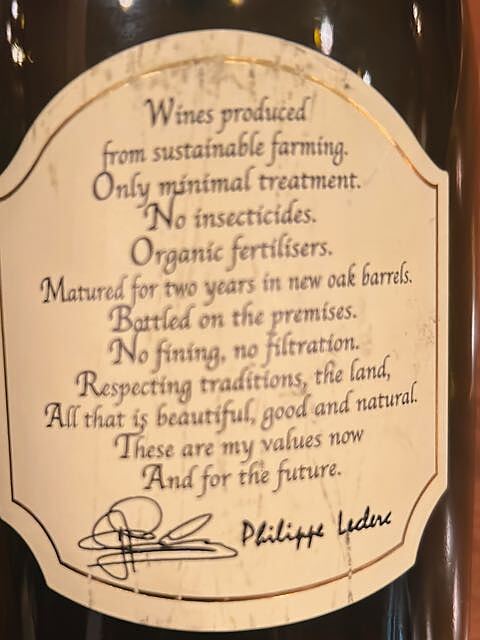 Wines produced
from sustainable farming.
Only minimal treatment.
No insecticides.
Organic fertilisers.
Matured for two years in new oak barrels.
Bottled on the premises.
No fining, no filtration.
Respecting traditions, the land,
All that is beautiful, good and natural.
These are my values now
And for the future.
Philippe Leclerc